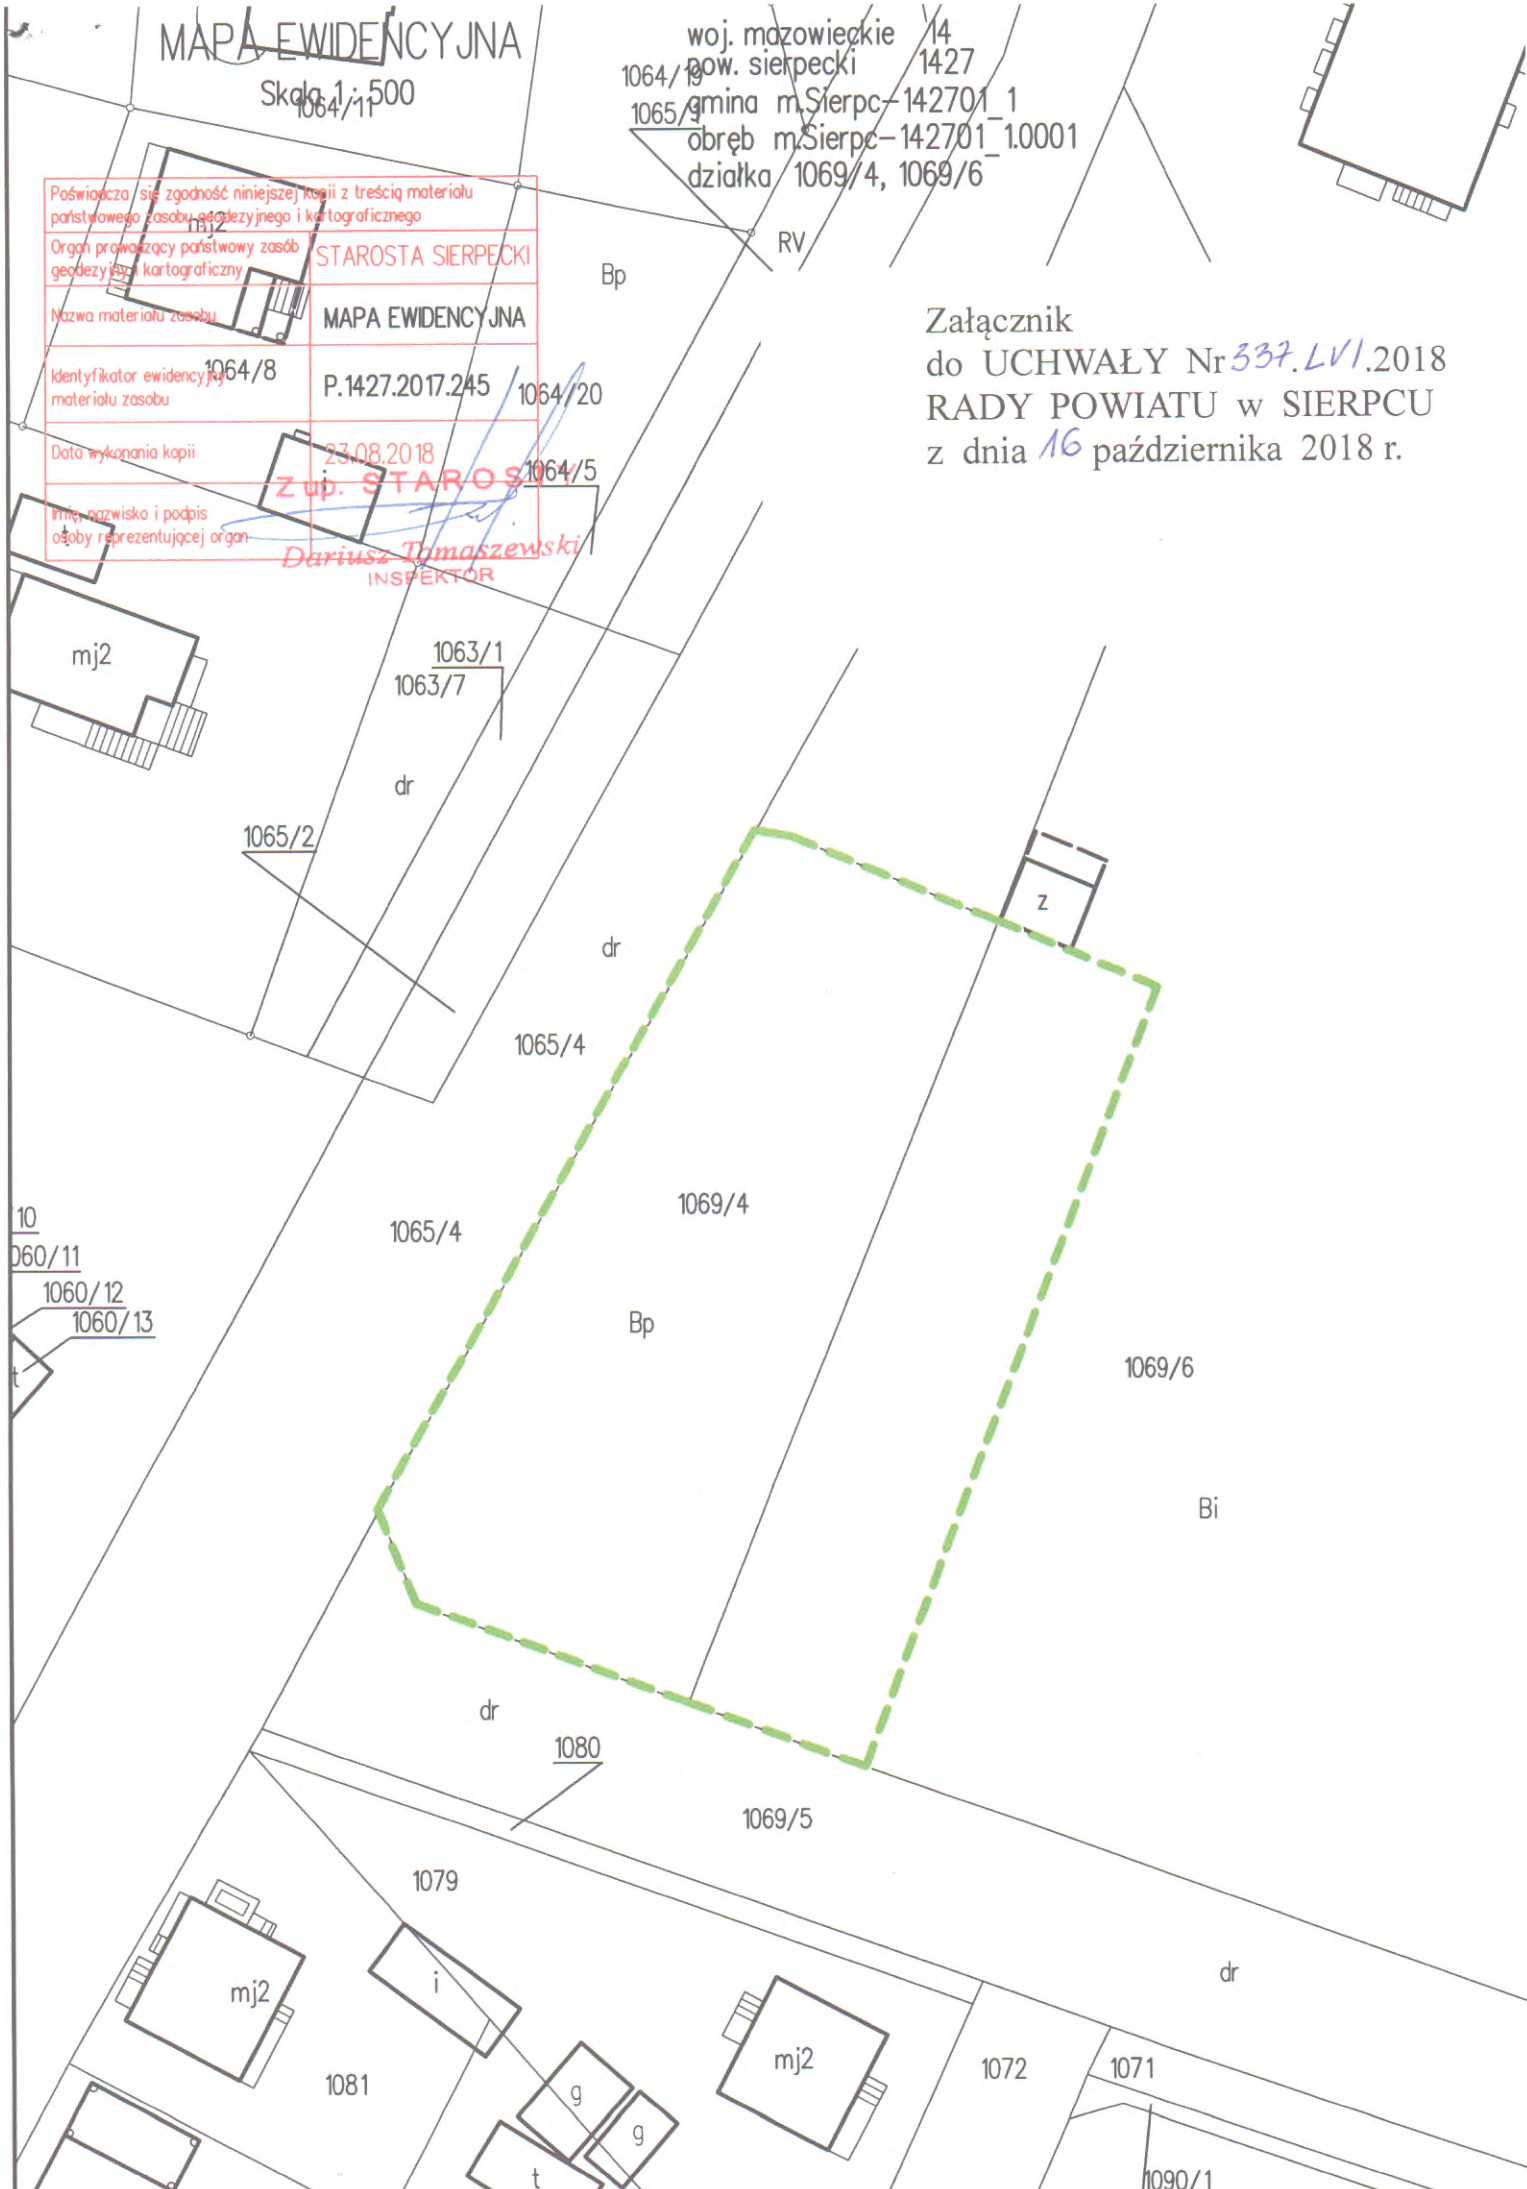 MAPA EWIDENCYJNA
Skala 1:500
woj. mazowieckie 14
pow. sierpecki 1427
gmina m.Sierpc-142701_1
obręb m.Sierpc-142701_1.0001
działka 1069/4, 1069/6
1064/19
1065/3
1064/11
Poświadcza się zgodność niniejszej kopii z treścią materiału
państwowego zasobu geodezyjnego i kartograficznego
Organ prowadzący państwowy zasób
geodezyjny i kartograficzny
STAROSTA SIERPECKI
Nazwa materiału zasobu
MAPA EWIDENCYJNA
Identyfikator ewidencyjny
materiału zasobu
P.1427.2017.245
Data wykonania kopii
23.08.2018
Imię, nazwisko i podpis
osoby reprezentującej organ
Z up. STAROSTY
Dariusz Tomaszewski
INSPEKTOR
mj2
RV
Bp
Załącznik
do UCHWAŁY Nr 337.LVI.2018
RADY POWIATU w SIERPCU
z dnia 16 października 2018 r.
1064/8
1064/20
1064/5
i
t
mj2
1063/1
1063/7
dr
1065/2
z
dr
1065/4
1069/4
1065/4
10
060/11
1060/12
1060/13
t
Bp
1069/6
Bi
dr
1080
1069/5
1079
dr
mj2
i
mj2
1072
1071
1081
g
g
t
1090/1